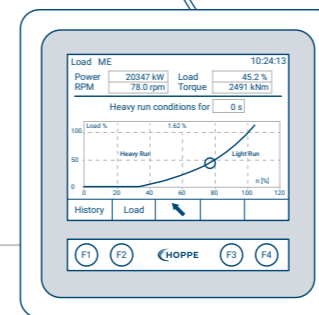 Load ME 10:24:13
Power 20347 kW Load 45.2 %
RPM 78.0 rpm Torque 2491 kNm
Heavy run conditions for 0 s
Load % 1.62 %
100
Heavy Run Light Run
50
n [%]
0
0 20 40 60 80 100 120
History Load
F1 F2 HOPPE F3 F4